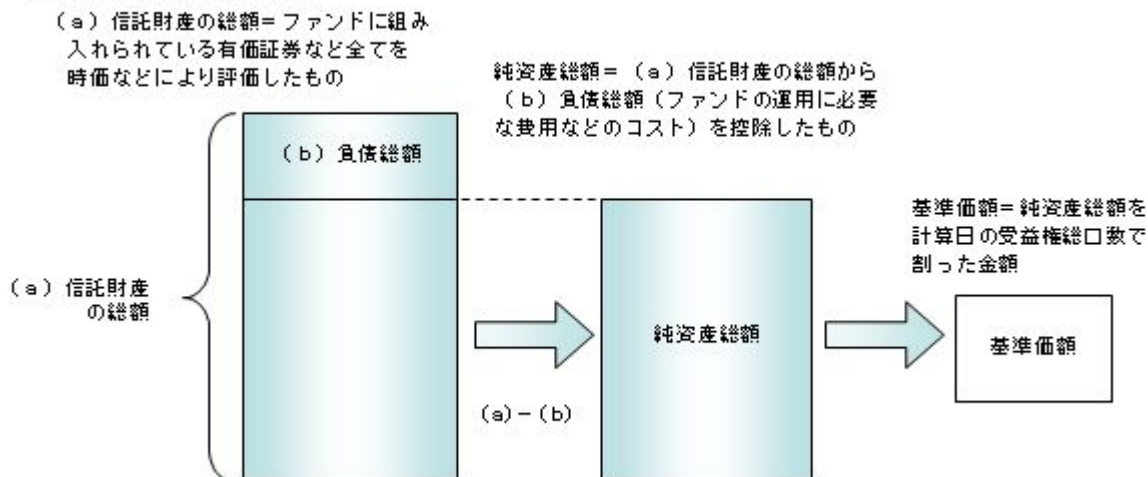 (a)信託財産の総額=ファンドに組み
入れられている有価証券など全てを
時価などにより評価したもの
純資産総額=(a)信託財産の総額から
(b)負債総額(ファンドの運用に必要
な費用などのコスト)を控除したもの
(b)負債総額
基準価額=純資産総額を
計算日の受益権総口数で
割った金額
(a)信託財産
の総額
純資産総額
基準価額
(a)-(b)